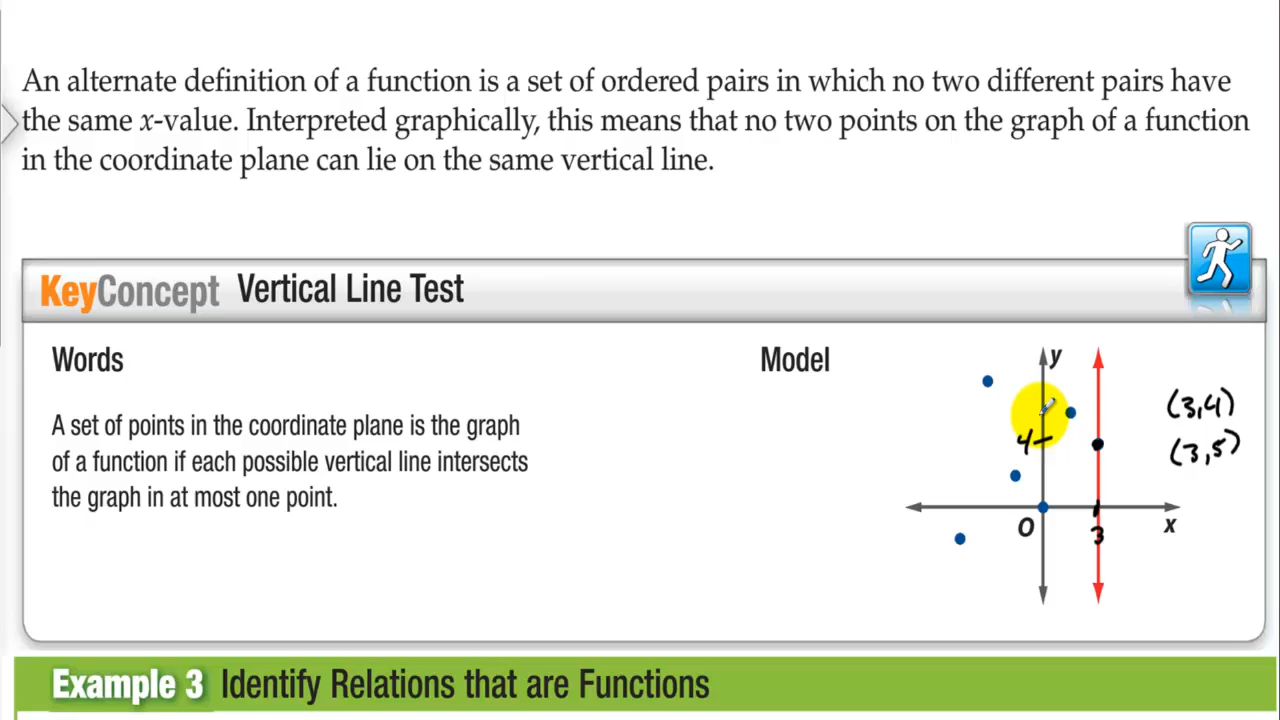 An alternate definition of a function is a set of ordered pairs in which no two different pairs have
the same x-value. Interpreted graphically, this means that no two points on the graph of a function
in the coordinate plane can lie on the same vertical line.
KeyConcept Vertical Line Test
Words
Model
A set of points in the coordinate plane is the graph
of a function if each possible vertical line intersects
the graph in at most one point.
y
(3,4)
4
(3,5)
O
3
x
Example 3 Identify Relations that are Functions